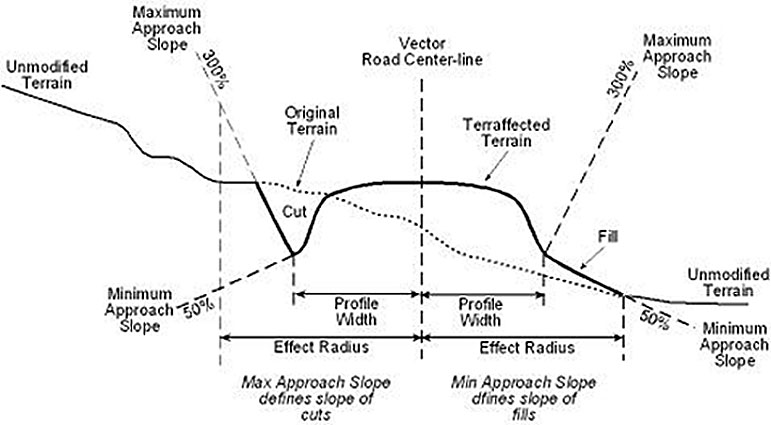 Maximum
Approach
Slope
300%
Unmodified
Terrain
Original
Terrain
Vector
Road Center-line
Terraffected
Terrain
Maximum
Approach
Slope
300%
Cut
Fill
Minimum
Approach
Slope
50%
Profile
Width
Profile
Width
Unmodified
Terrain
50%
Minimum
Approach
Slope
Effect Radius
Effect Radius
Max Approach Slope
defines slope of
cuts
Min Approach Slope
dfines slope of
fills